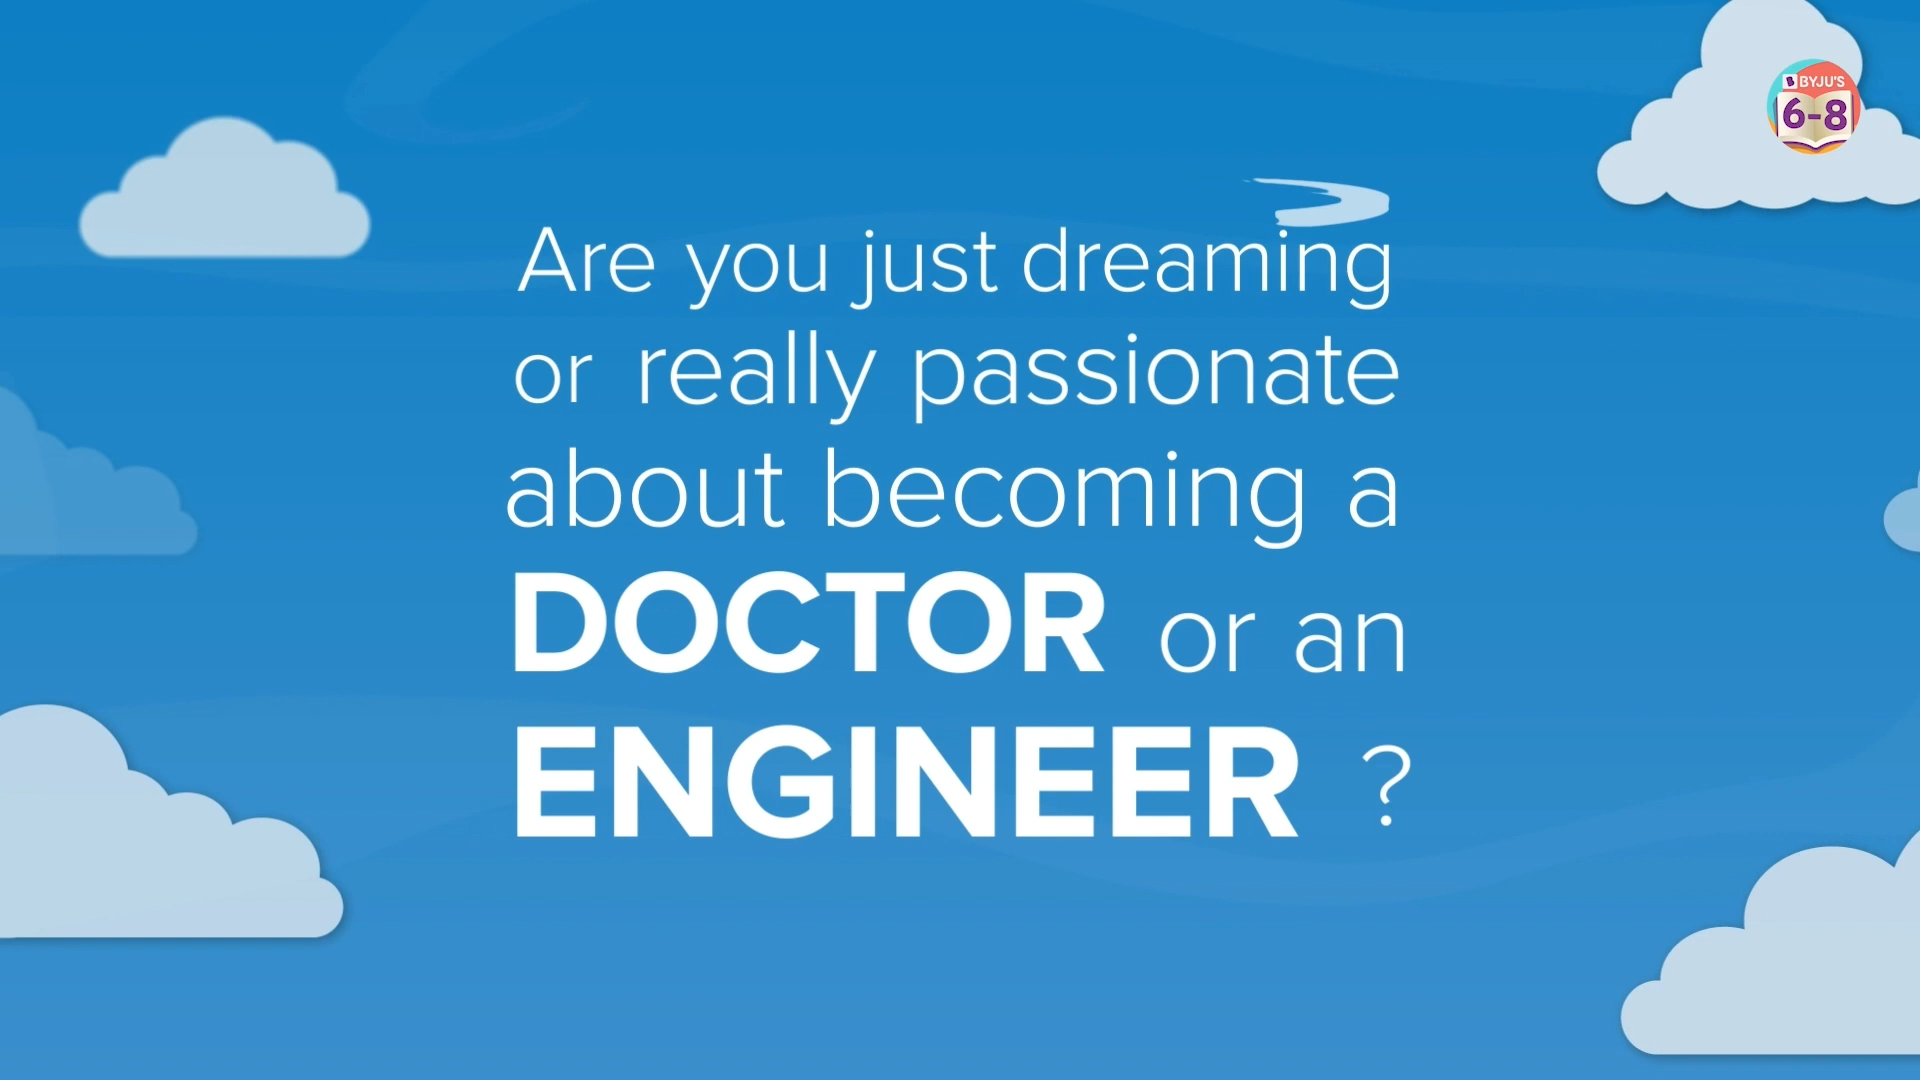 BYJU'S
6-8
Are you just dreaming
or really passionate
about becoming a
DOCTOR or an
ENGINEER ?